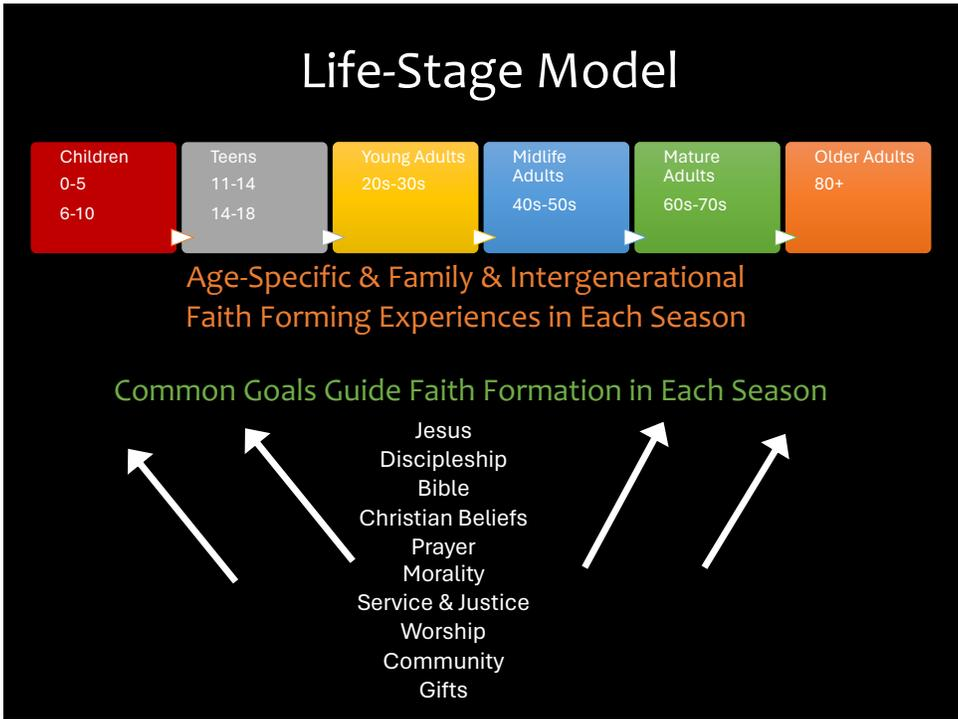 Life-Stage Model
Children
0-5
6-10
Teens
11-14
14-18
Young Adults
20s-30s
Midlife
Adults
40s-50s
Mature
Adults
60s-70s
Older Adults
80+
Age-Specific & Family & Intergenerational
Faith Forming Experiences in Each Season
Common Goals Guide Faith Formation in Each Season
Jesus
Discipleship
Bible
Christian Beliefs
Prayer
Morality
Service & Justice
Worship
Community
Gifts